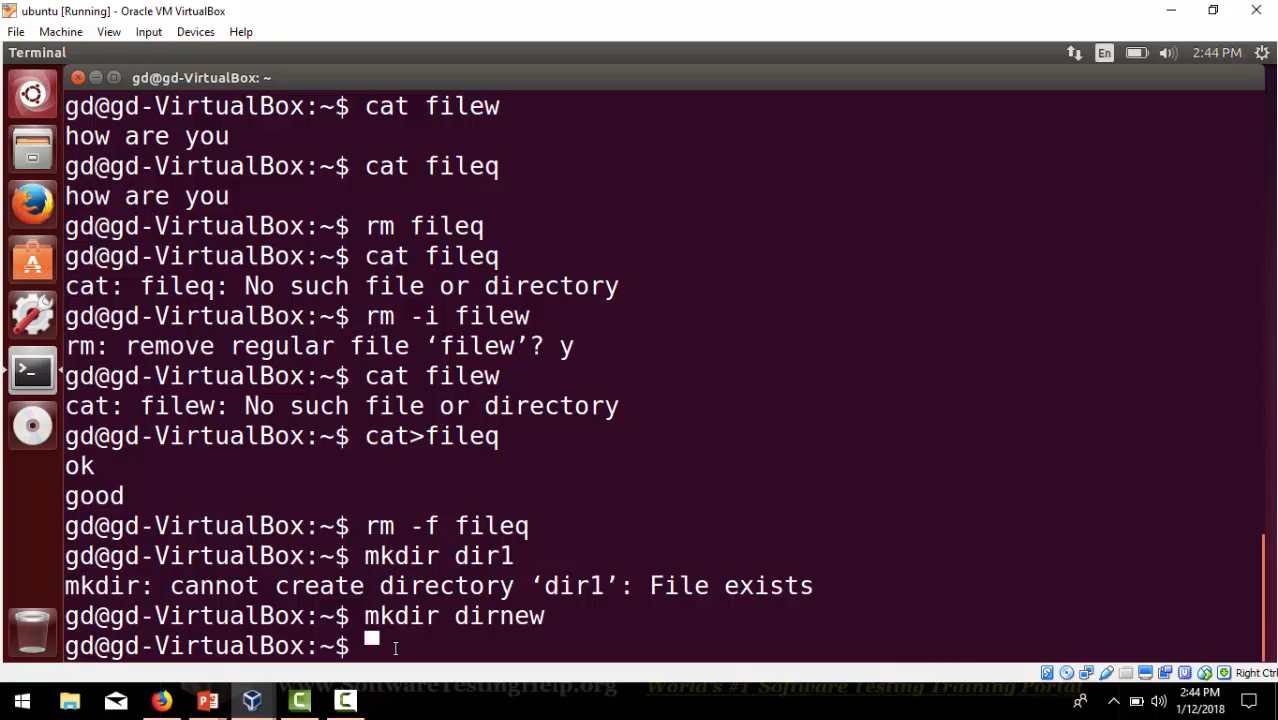 ubuntu [Running] - Oracle VM VirtualBox
File Machine View Input Devices Help
Terminal En 2:44 PM
gd@gd-VirtualBox: ~
gd@gd-VirtualBox:~$ cat filew
how are you
gd@gd-VirtualBox:~$ cat fileq
how are you
gd@gd-VirtualBox:~$ rm fileq
gd@gd-VirtualBox:~$ cat fileq
cat: fileq: No such file or directory
gd@gd-VirtualBox:~$ rm -i filew
rm: remove regular file ‘filew’? y
gd@gd-VirtualBox:~$ cat filew
cat: filew: No such file or directory
gd@gd-VirtualBox:~$ cat>fileq
ok
good
gd@gd-VirtualBox:~$ rm -f fileq
gd@gd-VirtualBox:~$ mkdir dir1
mkdir: cannot create directory ‘dir1’: File exists
gd@gd-VirtualBox:~$ mkdir dirnew
gd@gd-VirtualBox:~$
Right Ctrl
www.SoftwareTestingHelp.org World's #1 Software Testing Training Portal
2:44 PM
1/12/2018